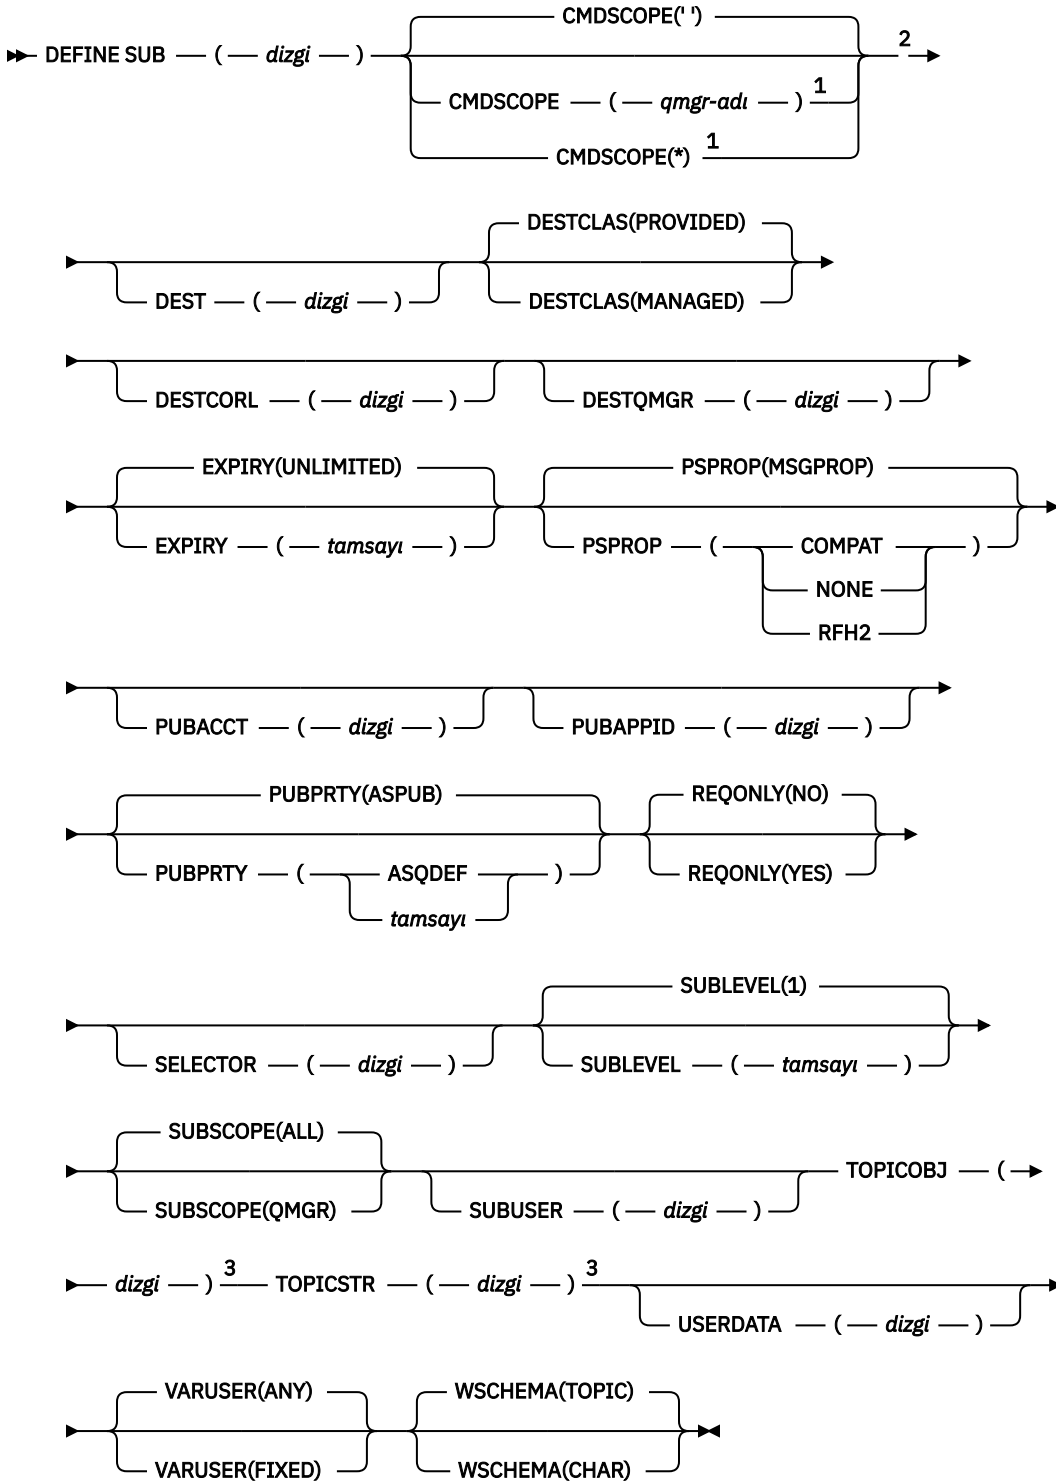 CMDSCOPE(' ')
DEFINE SUB ( dizgi ) 2
CMDSCOPE ( qmgr-adı ) 1
CMDSCOPE(*) 1
DESTCLAS(PROVIDED)
DEST ( dizgi ) DESTCLAS(MANAGED)
DESTCORL ( dizgi ) DESTQMGR ( dizgi )
EXPIRY(UNLIMITED) PSPROP(MSGPROP)
EXPIRY ( tamsayı ) PSPROP ( COMPAT )
NONE
RFH2
PUBACCT ( dizgi ) PUBAPPID ( dizgi )
PUBPRTY(ASPUB) REQONLY(NO)
PUBPRTY ( ASQDEF ) REQONLY(YES)
tamsayı
SUBLEVEL(1)
SELECTOR ( dizgi ) SUBLEVEL ( tamsayı )
SUBSCOPE(ALL)
TOPICOBJ (
SUBSCOPE(QMGR) SUBUSER ( dizgi )
dizgi ) 3 TOPICSTR ( dizgi ) 3
USERDATA ( dizgi )
VARUSER(ANY) WSCHEMA(TOPIC)
VARUSER(FIXED) WSCHEMA(CHAR)